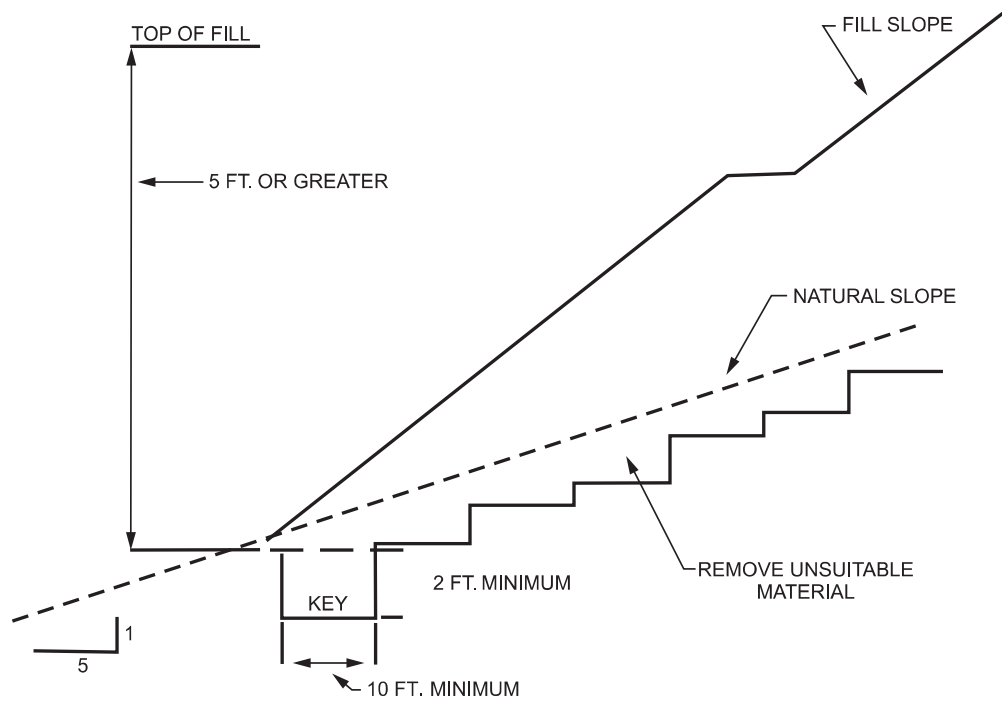 TOP OF FILL
FILL SLOPE
5 FT. OR GREATER
NATURAL SLOPE
REMOVE UNSUITABLE
MATERIAL
2 FT. MINIMUM
KEY
1
5
10 FT. MINIMUM